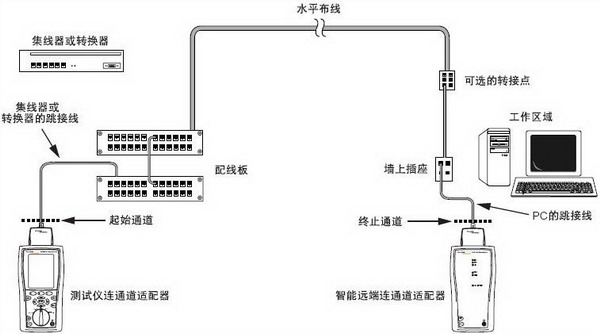 水平布线
集线器或转换器
可选的转接点
集线器或
转换器的跳接线
工作区域
配线板
墙上插座
起始通道
终止通道
PC的跳接线
测试仪连通道适配器
智能远端连通道适配器